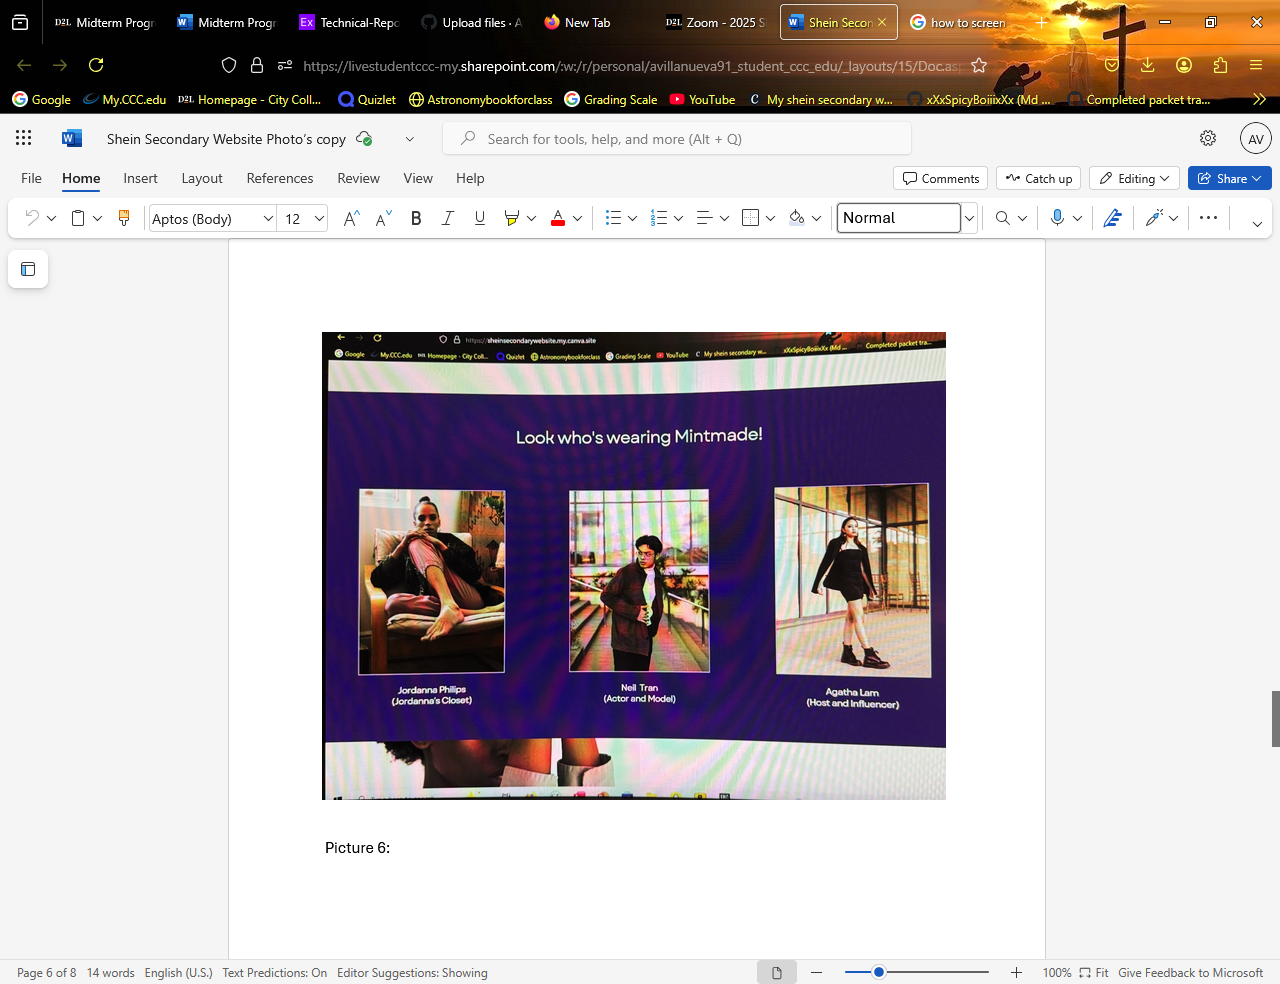 Midterm Progr
Midterm Progr
Technical-Repo
Upload files · A
New Tab
Zoom - 2025 S
Shein Secon
how to screen
https://livestudentccc-my.sharepoint.com/:w:/r/personal/avillanueva91_student_ccc_edu/_layouts/15/Doc.asp
Google
My.CCC.edu
D2L Homepage - City Coll...
Quizlet
Astronomybookforclass
Grading Scale
YouTube
My shein secondary w...
xXxSpicyBoiiixXx (Md ...
Completed packet tra...
Shein Secondary Website Photo's copy
Search for tools, help, and more (Alt + Q)
AV
File Home Insert Layout References Review View Help
Comments Catch up Editing Share
Aptos (Body) 12 Normal
https://sheinsecondarywebsite.my.canva.site
Google My.CCC.edu Homepage - City Coll... Quizlet Astronomybookforclass Grading Scale YouTube My shein secondary w... xXxSpicyBoiiixXx (Md ... Completed packet tra...
Look who's wearing Mintmade!
Jordanna Philips
(Jordanna's Closet)
Neil Tran
(Actor and Model)
Agatha Lam
(Host and Influencer)
Picture 6:
Page 6 of 8 14 words English (U.S.) Text Predictions: On Editor Suggestions: Showing
100% Fit Give Feedback to Microsoft